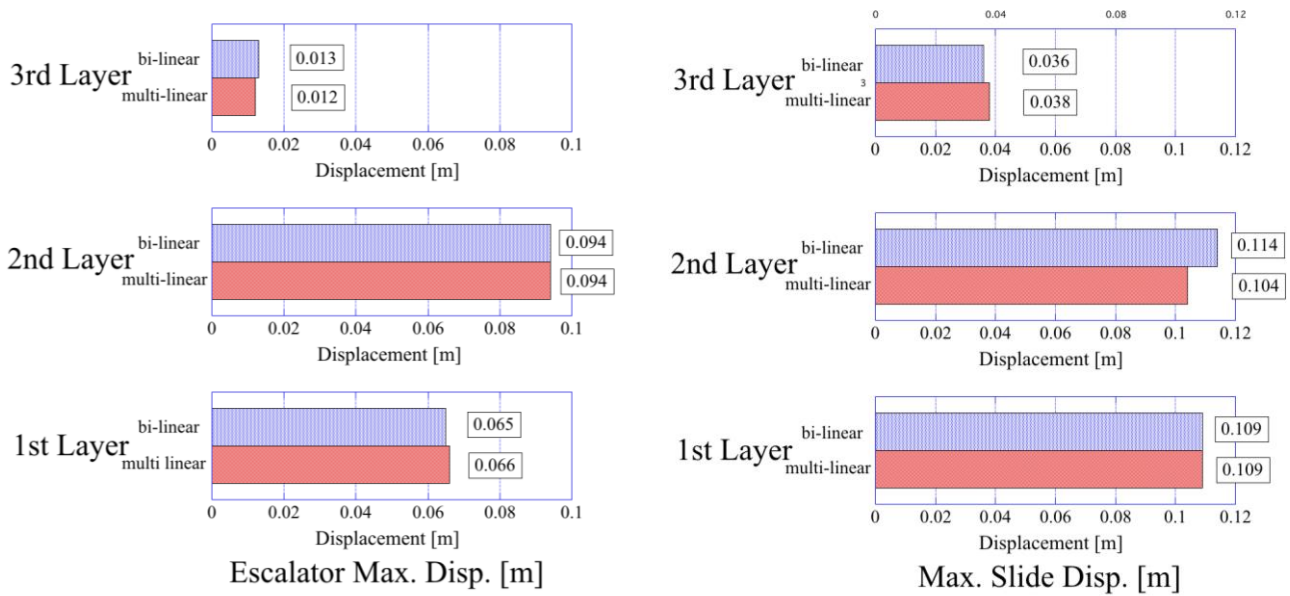 bi-linear
0.013
3rd Layer
multi-linear
0.012
0 0.02 0.04 0.06 0.08 0.1
Displacement [m]
bi-linear
0.094
2nd Layer
multi-linear
0.094
0 0.02 0.04 0.06 0.08 0.1
Displacement [m]
bi-linear
0.065
1st Layer
multi linear
0.066
0 0.02 0.04 0.06 0.08 0.1
Displacement [m]
Escalator Max. Disp. [m]
0 0.04 0.08 0.12
bi-linear
0.036
3rd Layer
3
multi-linear
0.038
0 0.02 0.04 0.06 0.08 0.1 0.12
Displacement [m]
bi-linear
0.114
2nd Layer
multi-linear
0.104
0 0.02 0.04 0.06 0.08 0.1 0.12
Displacement [m]
bi-linear
0.109
1st Layer
multi-linear
0.109
0 0.02 0.04 0.06 0.08 0.1 0.12
Displacement [m]
Max. Slide Disp. [m]